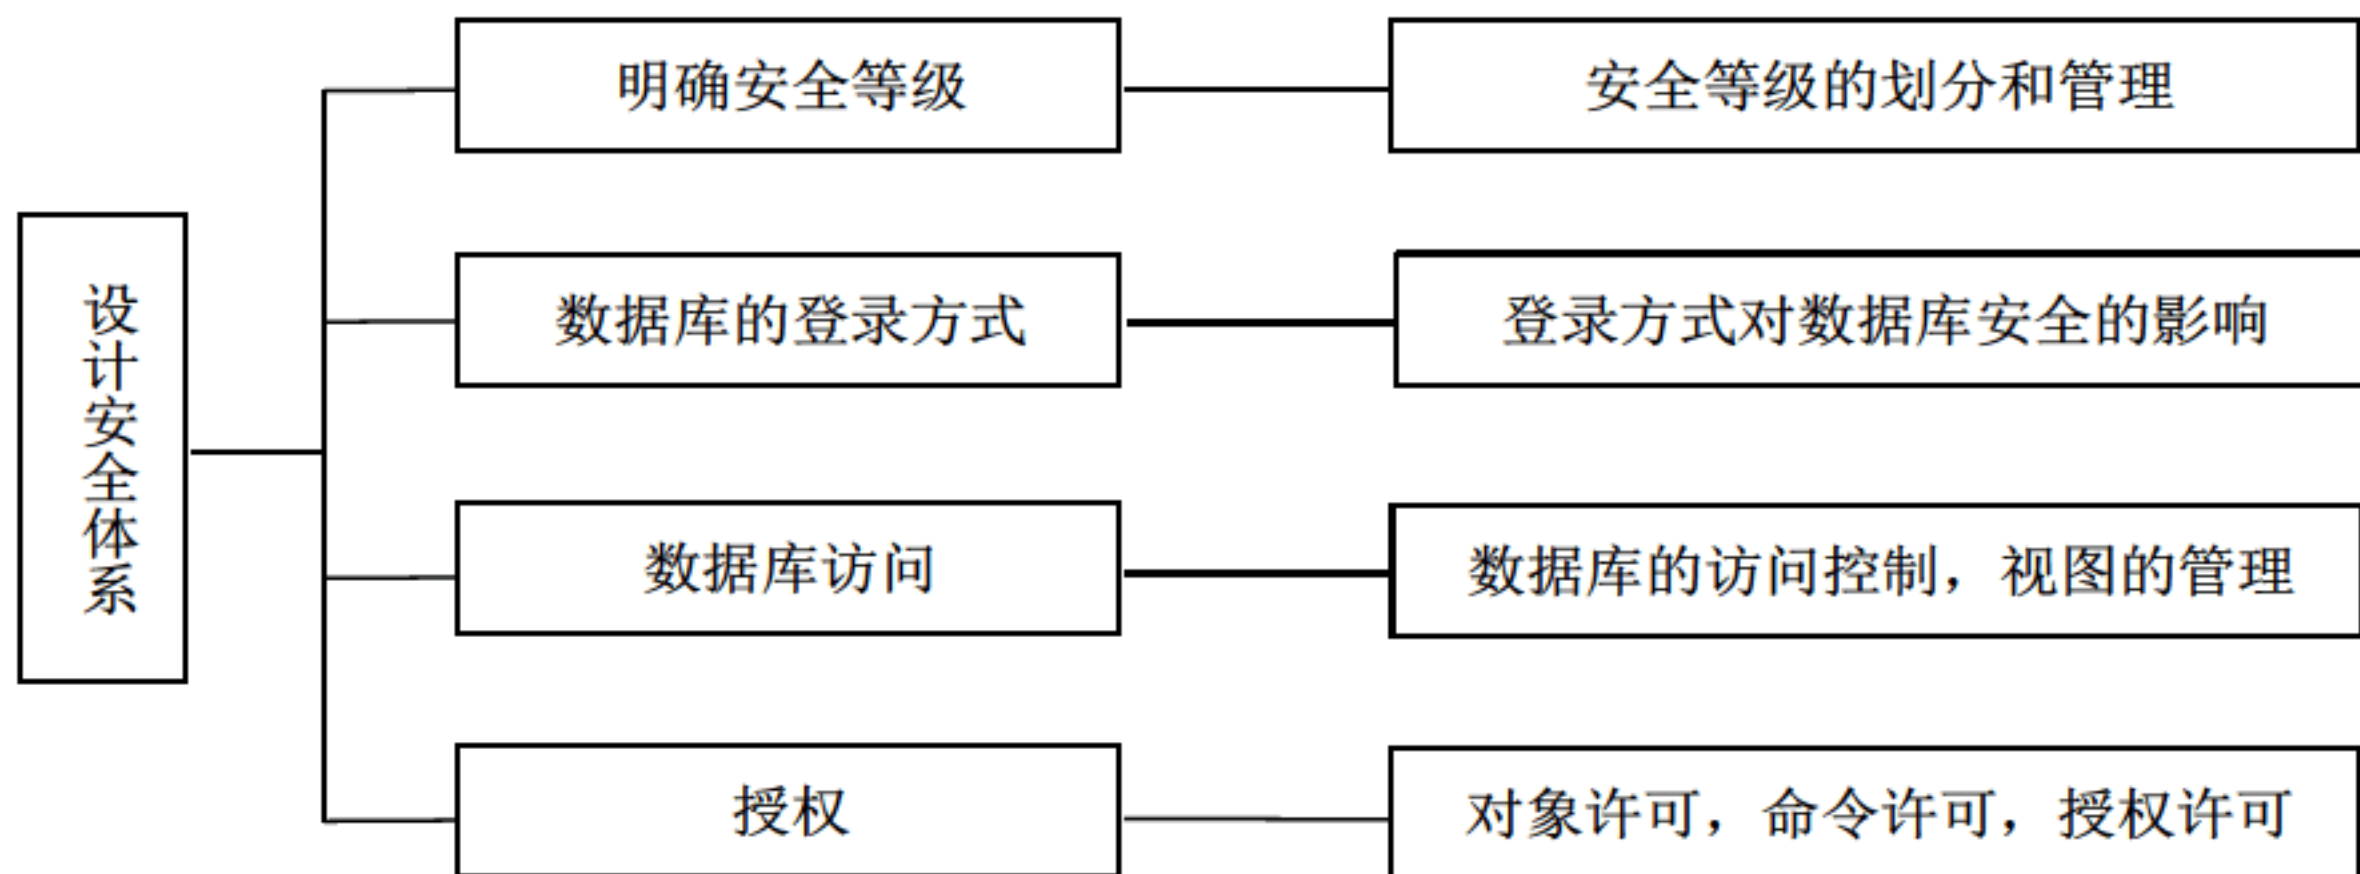 设计安全体系
明确安全等级
安全等级的划分和管理
数据库的登录方式
登录方式对数据库安全的影响
数据库访问
数据库的访问控制，视图的管理
授权
对象许可，命令许可，授权许可